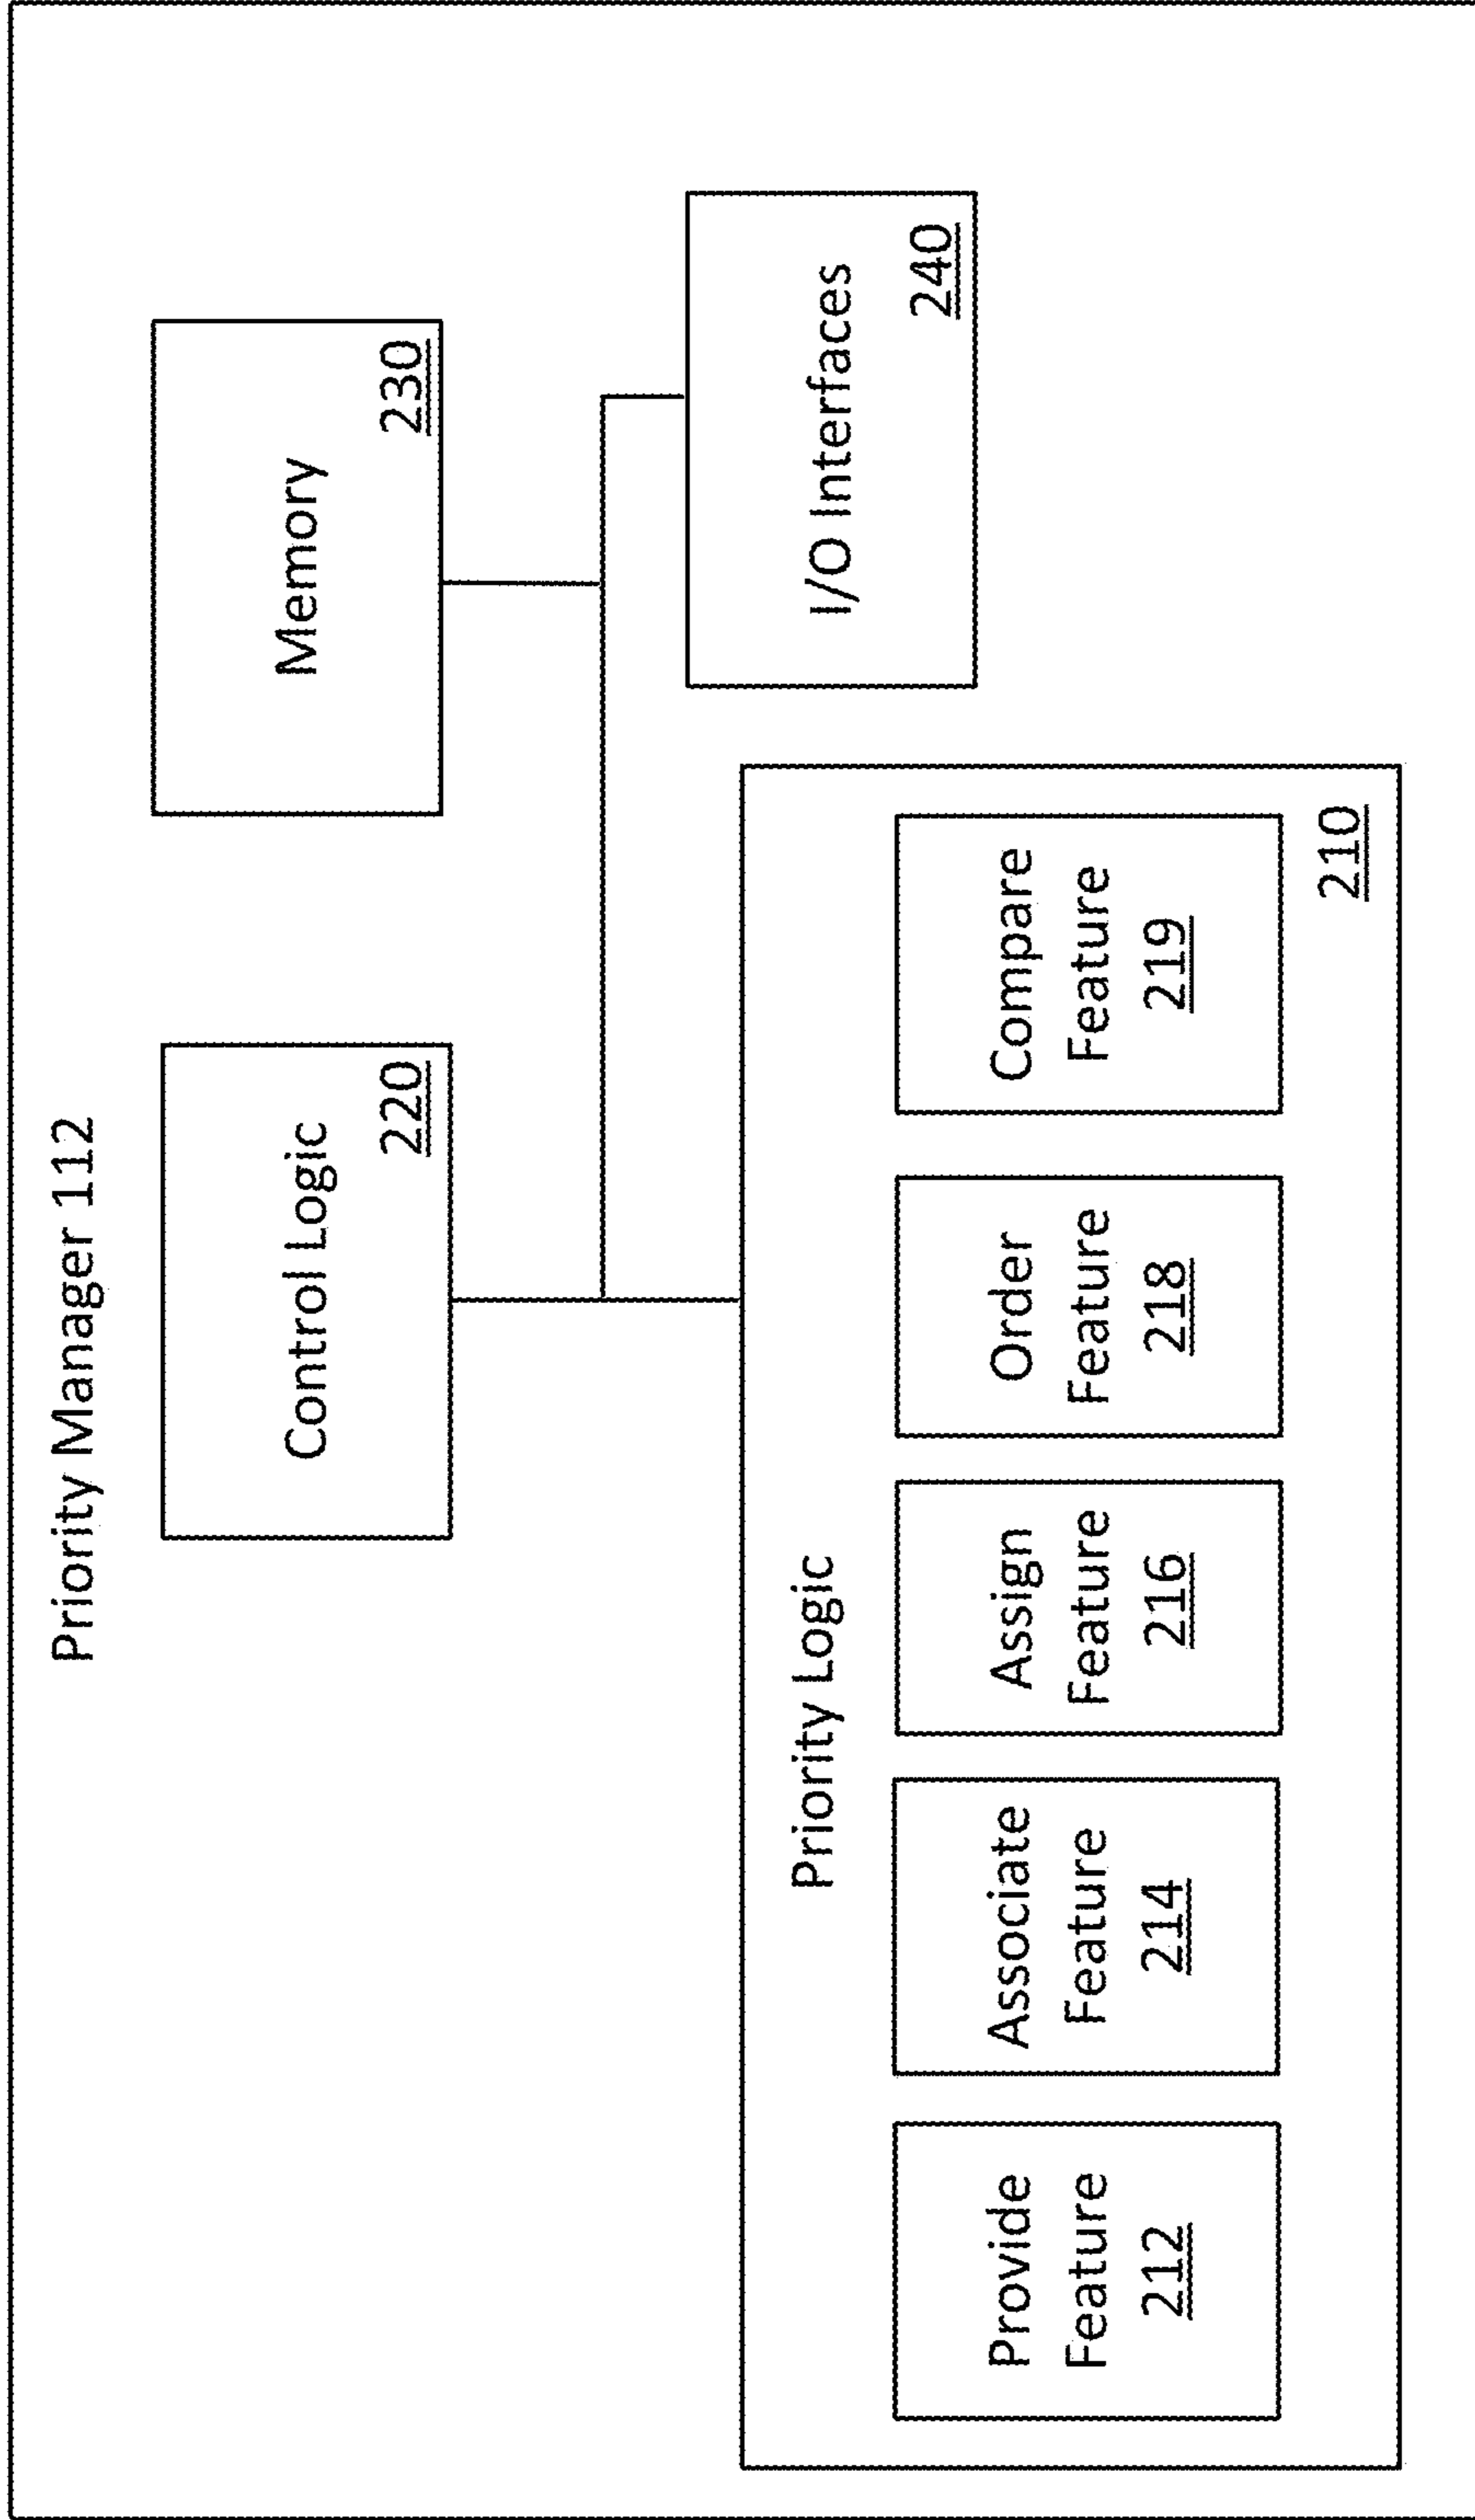 Priority Manager 112
Control Logic
220
Memory
230
I/O Interfaces
240
Priority Logic
Provide
Feature
212
Associate
Feature
214
Assign
Feature
216
Order
Feature
218
Compare
Feature
219
210